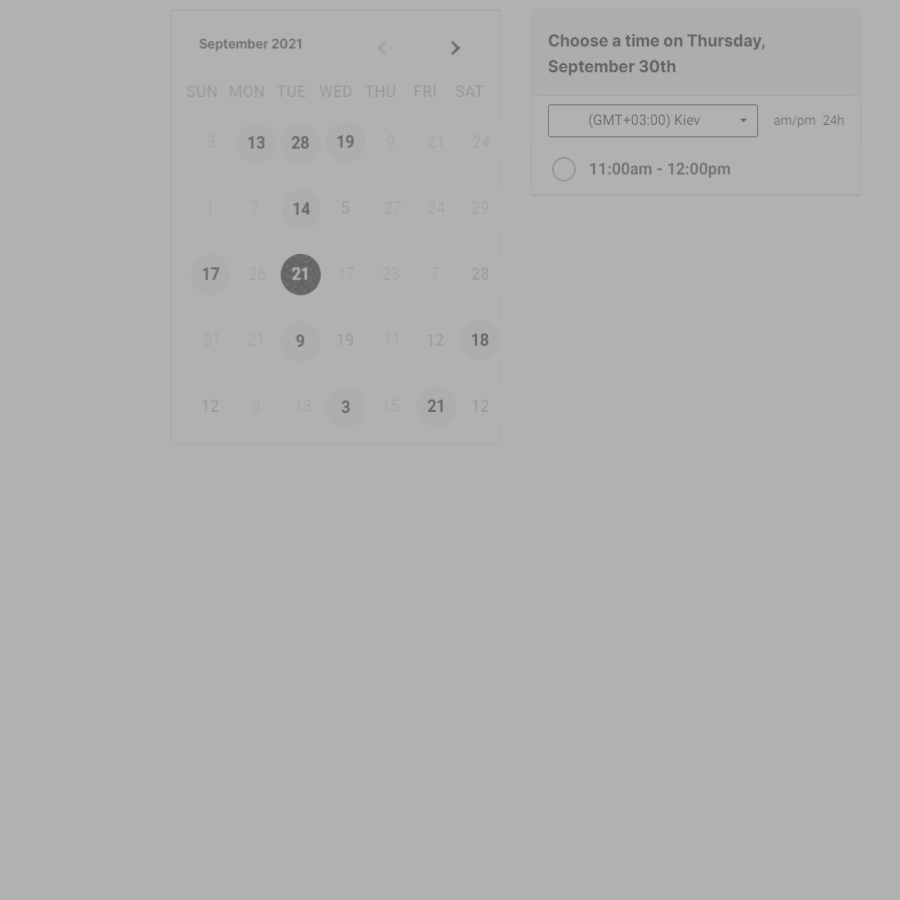 September 2021
SUN MON TUE WED THU FRI SAT
3 13 28 19 9 21 24
1 7 14 5 27 24 29
17 26 21 17 23 7 28
31 21 9 19 11 12 18
12 3 13 3 15 21 12
Choose a time on Thursday,
September 30th
(GMT+03:00) Kiev am/pm 24h
11:00am - 12:00pm